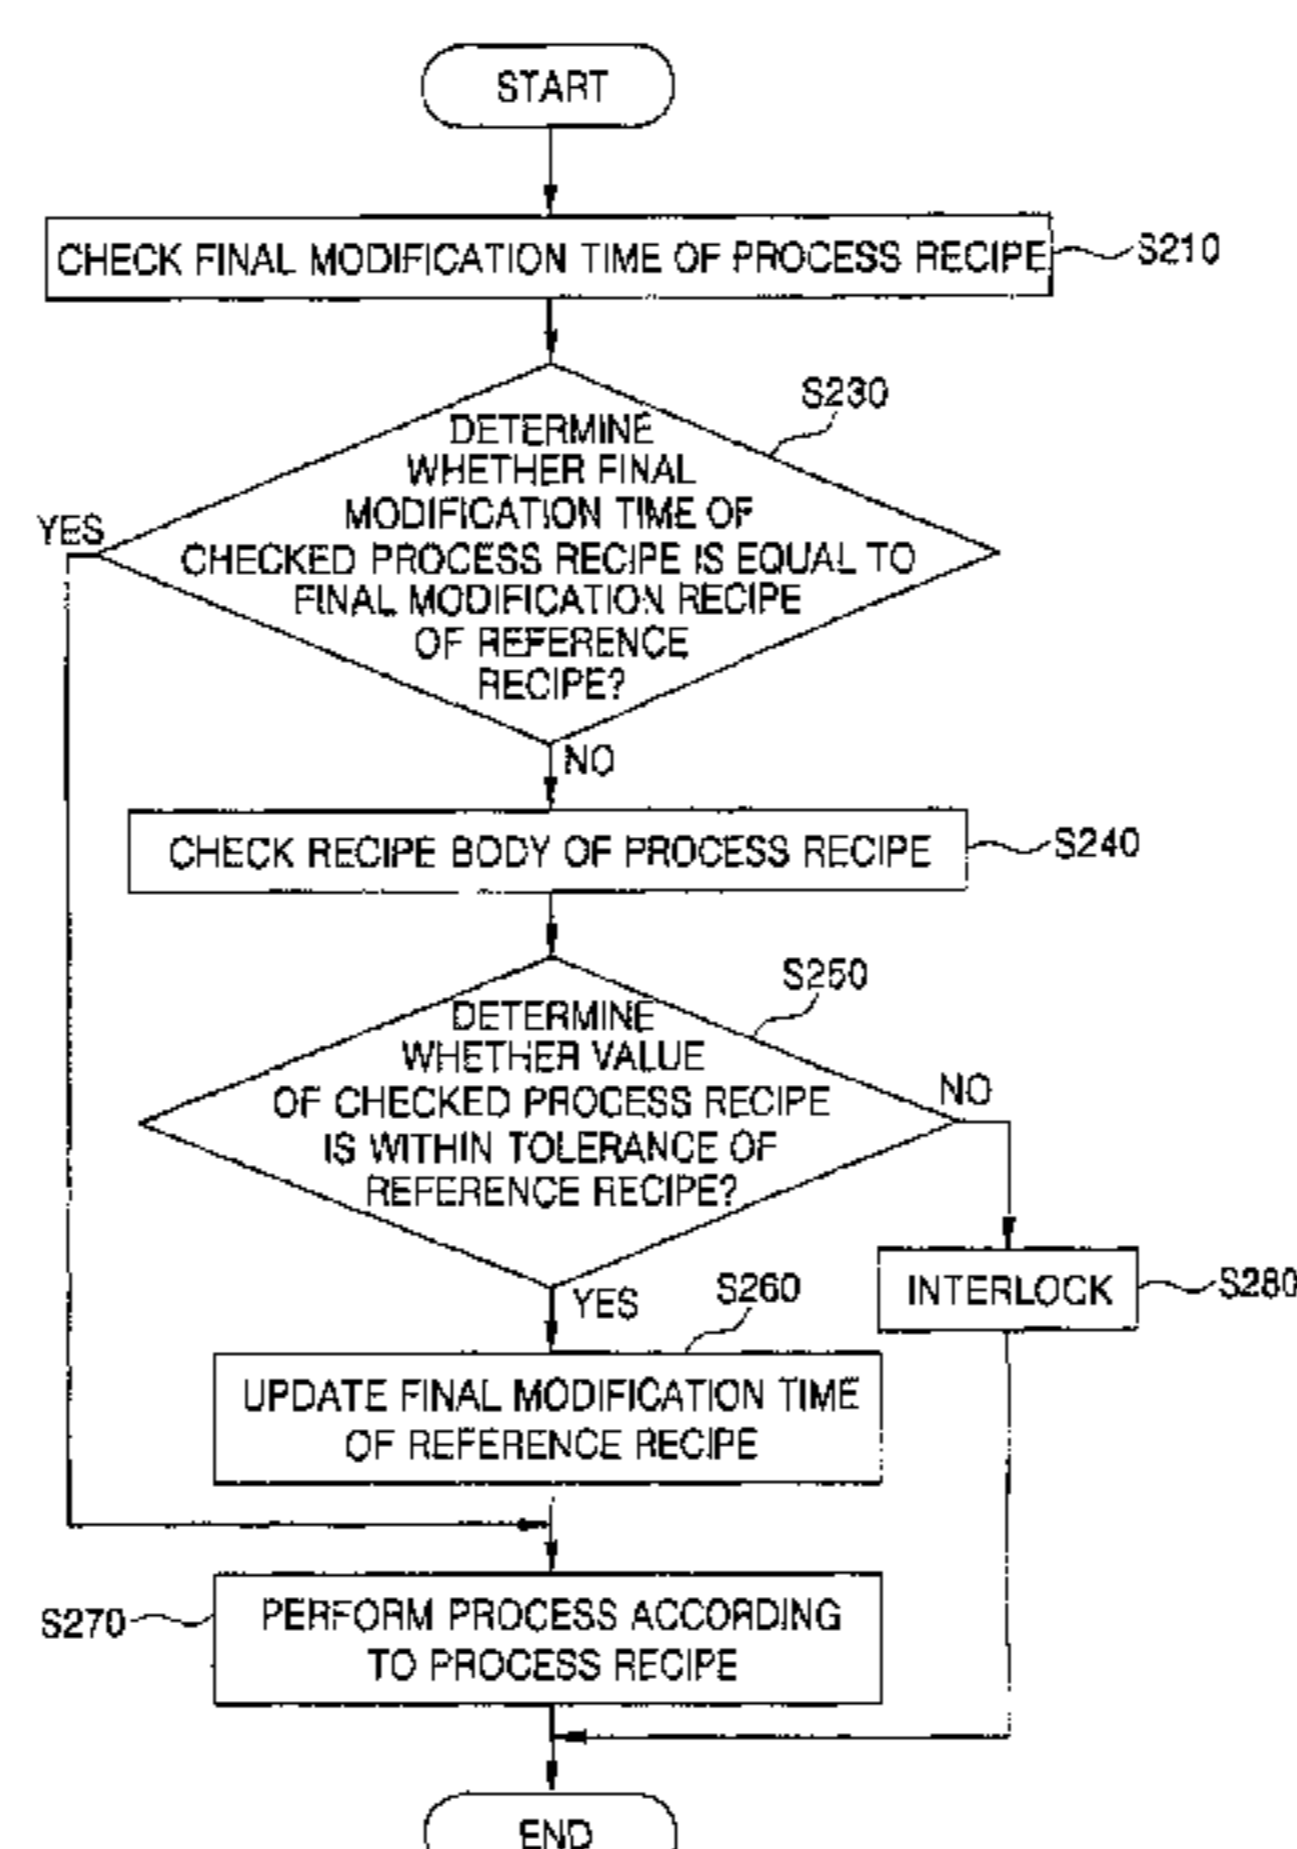 START
CHECK FINAL MODIFICATION TIME OF PROCESS RECIPE
S210
S230
DETERMINE
WHETHER FINAL
MODIFICATION TIME OF
CHECKED PROCESS RECIPE IS EQUAL TO
FINAL MODIFICATION RECIPE
OF REFERENCE
RECIPE?
YES
NO
CHECK RECIPE BODY OF PROCESS RECIPE
S240
S250
DETERMINE
WHETHER VALUE
OF CHECKED PROCESS RECIPE
IS WITHIN TOLERANCE OF
REFERENCE RECIPE?
NO
YES
S260
INTERLOCK
S280
UPDATE FINAL MODIFICATION TIME
OF REFERENCE RECIPE
S270
PERFORM PROCESS ACCORDING
TO PROCESS RECIPE
END